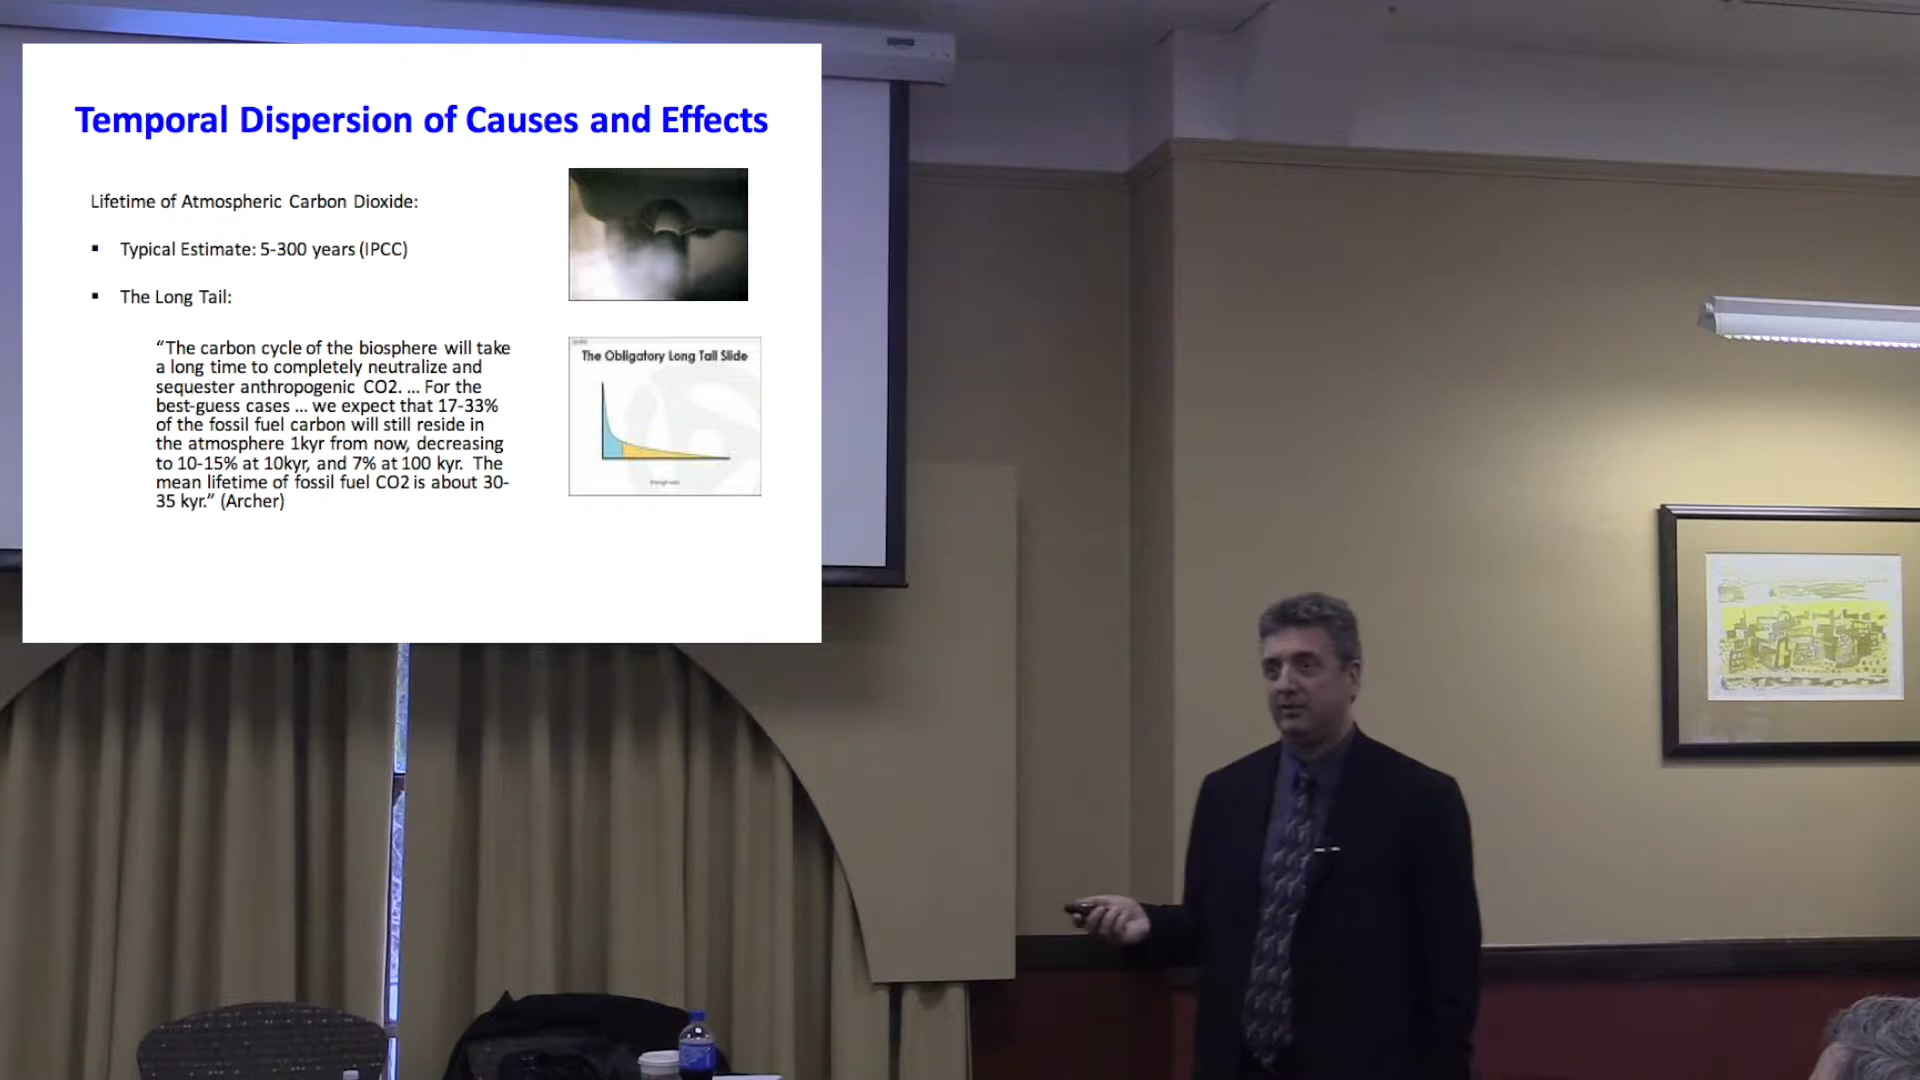 Temporal Dispersion of Causes and Effects
Lifetime of Atmospheric Carbon Dioxide:
▪ Typical Estimate: 5-300 years (IPCC)
▪ The Long Tail:
“The carbon cycle of the biosphere will take
a long time to completely neutralize and
sequester anthropogenic CO2. ... For the
best-guess cases ... we expect that 17-33%
of the fossil fuel carbon will still reside in
the atmosphere 1kyr from now, decreasing
to 10-15% at 10kyr, and 7% at 100 kyr. The
mean lifetime of fossil fuel CO2 is about 30-
35 kyr.” (Archer)
The Obligatory Long Tail Slide